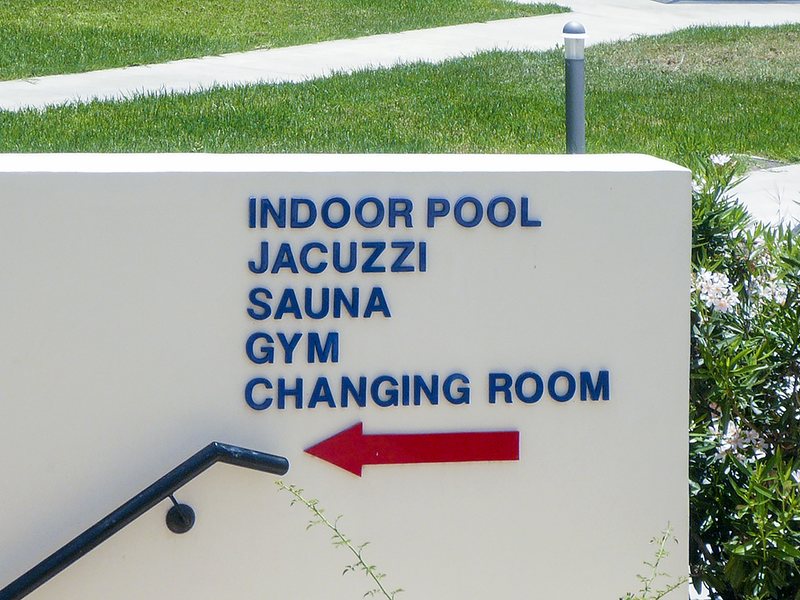 INDOOR POOL
JACUZZI
SAUNA
GYM
CHANGING ROOM